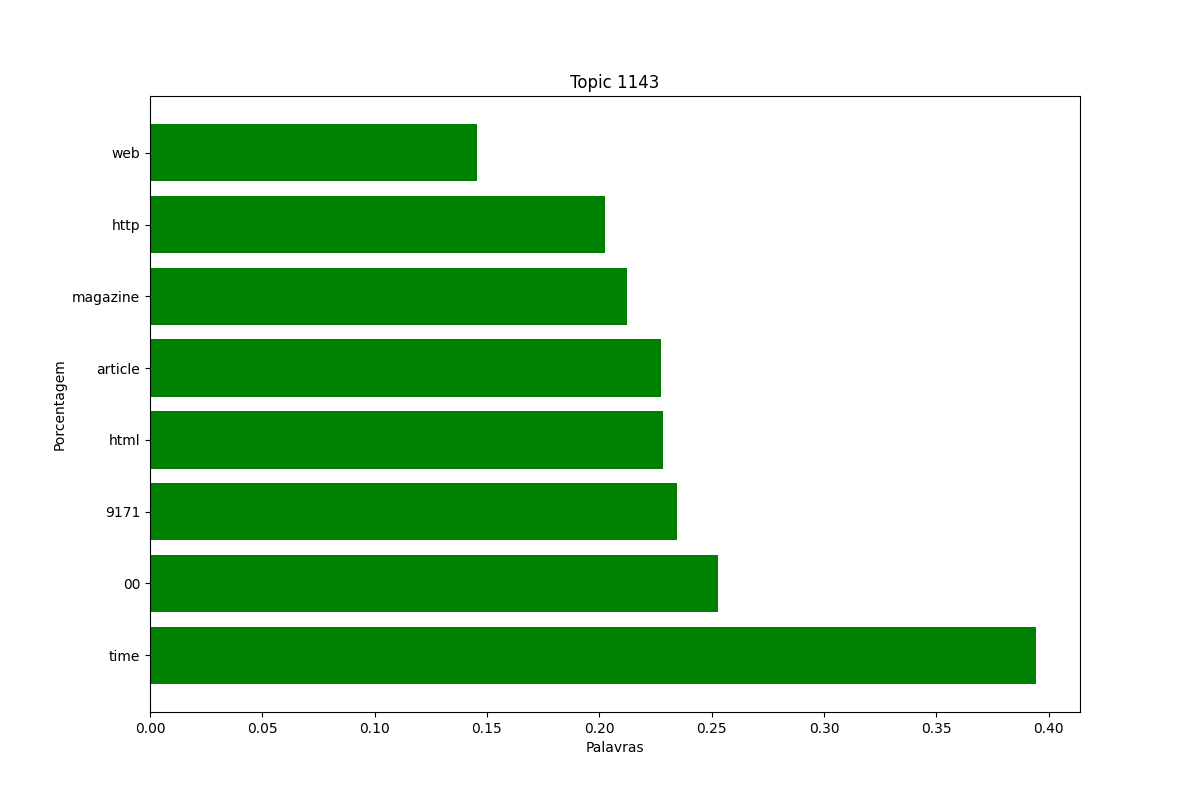 Topic 1143
web
http
magazine
article
html
9171
00
time
Porcentagem
0.00 0.05 0.10 0.15 0.20 0.25 0.30 0.35 0.40
Palavras